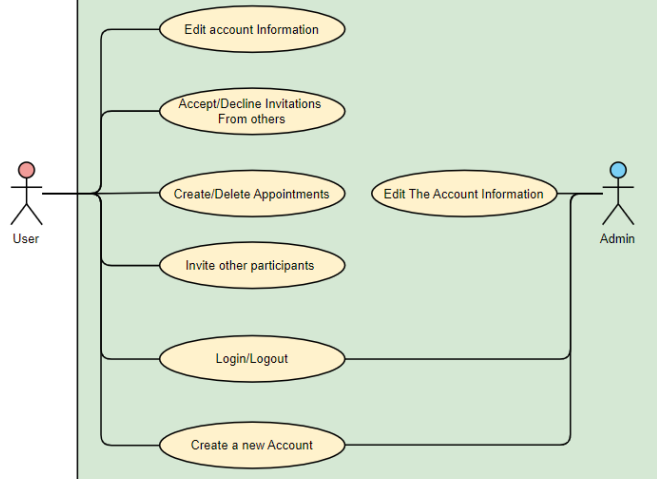 Edit account Information
Accept/Decline Invitations
From others
Create/Delete Appointments
Edit The Account Information
User
Admin
Invite other participants
Login/Logout
Create a new Account